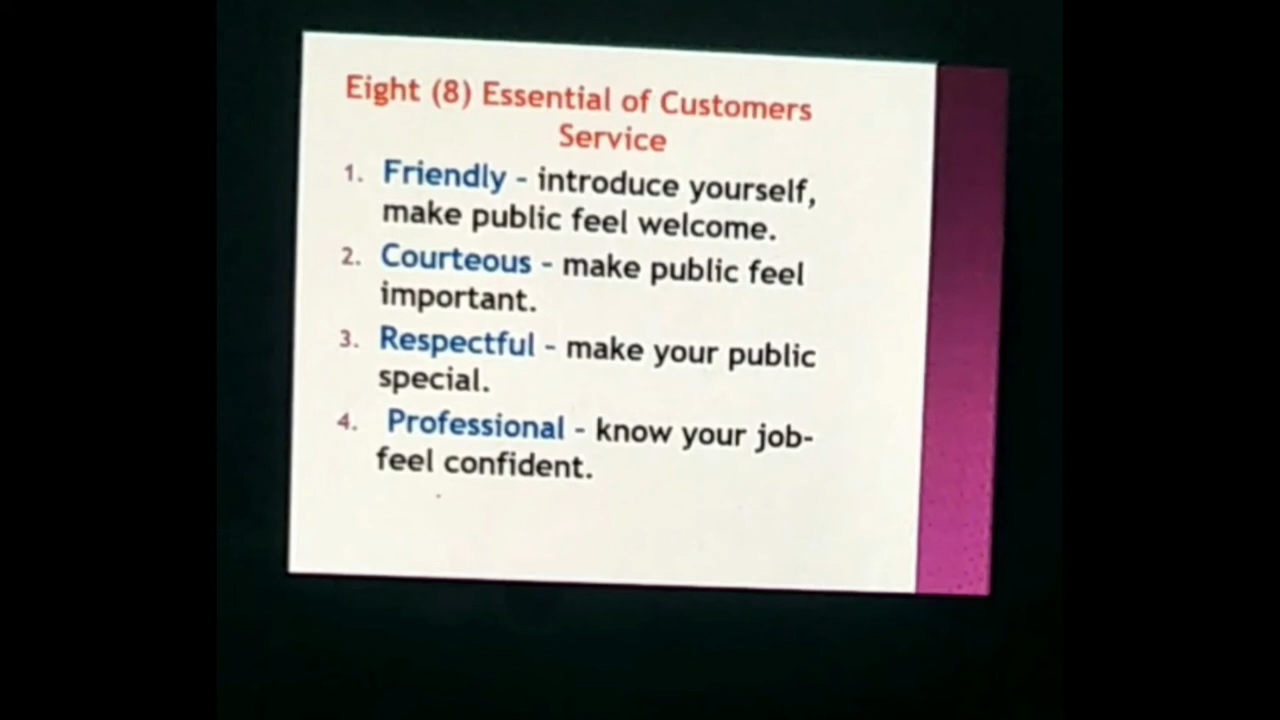 Eight (8) Essential of Customers
Service
1. Friendly - introduce yourself,
make public feel welcome.
2. Courteous - make public feel
important.
3. Respectful - make your public
special.
4. Professional - know your job-
feel confident.